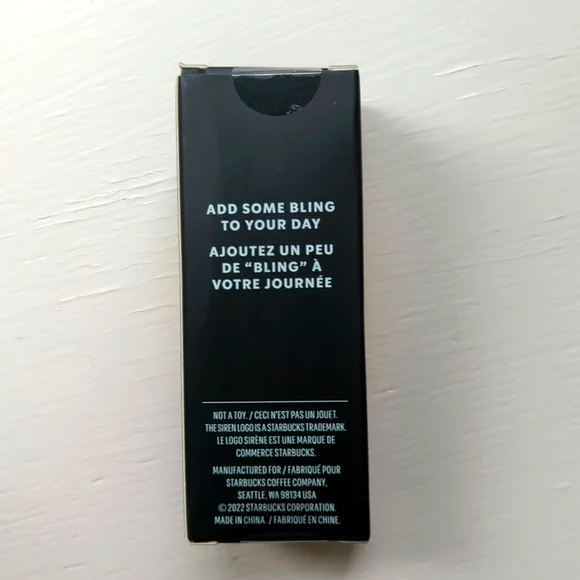 ADD SOME BLING
TO YOUR DAY
AJOUTEZ UN PEU
DE “BLING” À
VOTRE JOURNÉE
NOT A TOY. / CECI N'EST PAS UN JOUET.
THE SIREN LOGO IS A STARBUCKS TRADEMARK.
LE LOGO SIRÈNE EST UNE MARQUE DE
COMMERCE STARBUCKS.
MANUFACTURED FOR / FABRIQUÉ POUR
STARBUCKS COFFEE COMPANY,
SEATTLE, WA 98134 USA
© 2022 STARBUCKS CORPORATION.
MADE IN CHINA. / FABRIQUÉ EN CHINE.